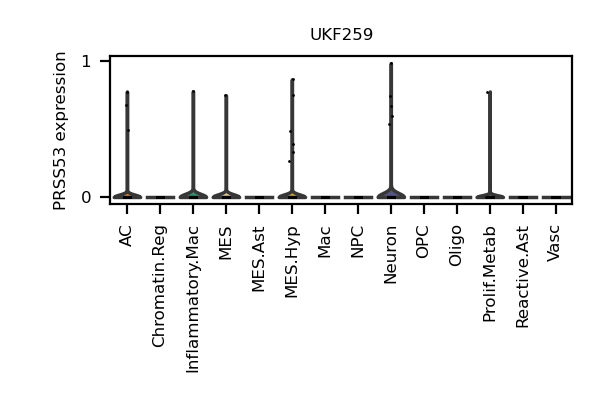 UKF259
PRSS53 expression
1
0
AC
Chromatin.Reg
Inflammatory.Mac
MES
MES.Ast
MES.Hyp
Mac
NPC
Neuron
OPC
Oligo
Prolif.Metab
Reactive.Ast
Vasc